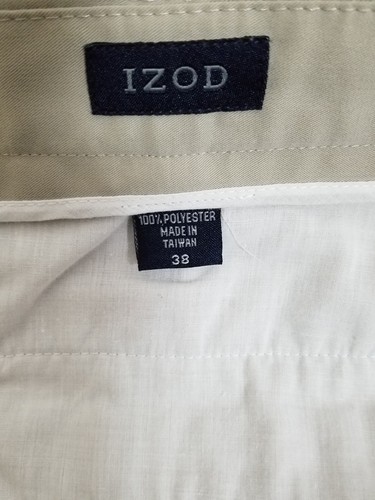 IZOD
100% POLYESTER
MADE IN
TAIWAN
38